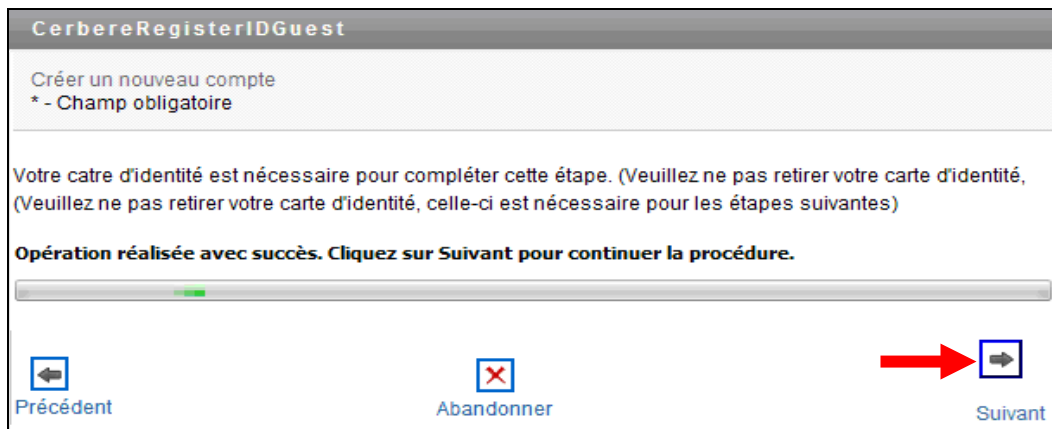 CerbereRegisterIDGuest
Créer un nouveau compte
* - Champ obligatoire
Votre catre d'identité est nécessaire pour compléter cette étape. (Veuillez ne pas retirer votre carte d'identité,
(Veuillez ne pas retirer votre carte d'identité, celle-ci est nécessaire pour les étapes suivantes)
Opération réalisée avec succès. Cliquez sur Suivant pour continuer la procédure.
Précédent
Abandonner
Suivant